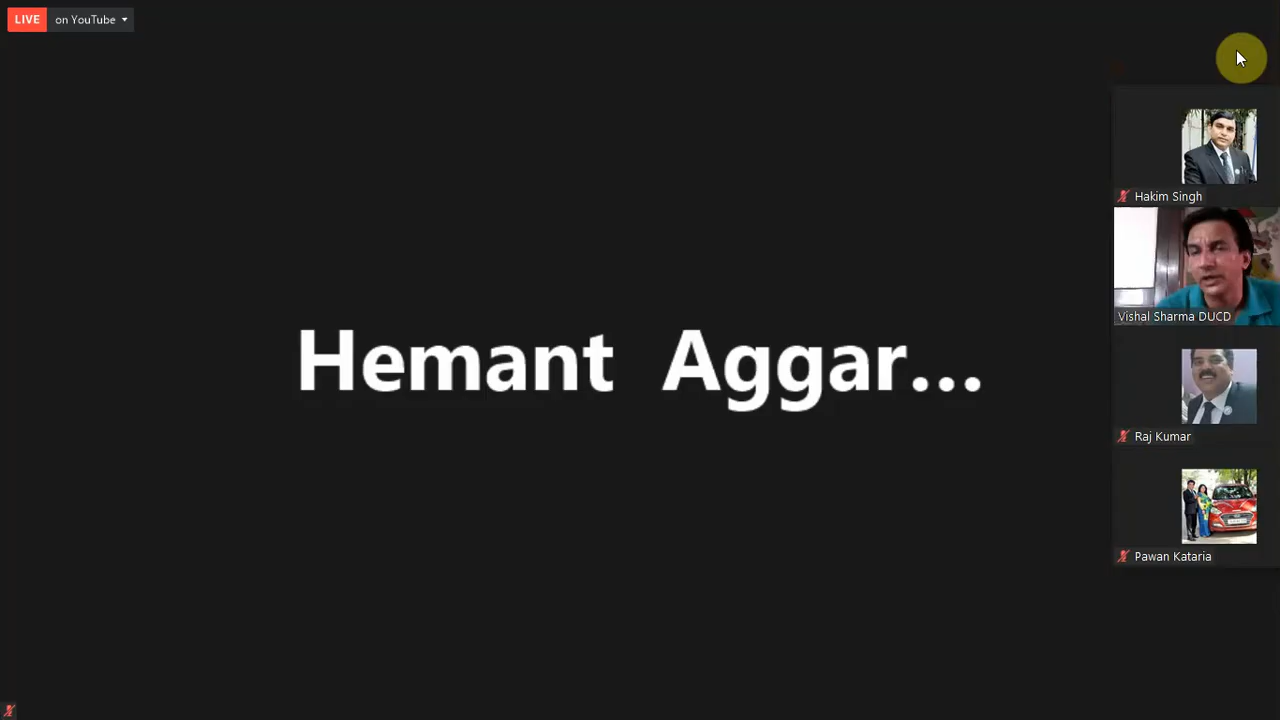 LIVE on YouTube
Hakim Singh
Vishal Sharma DUCD
Hemant Aggar...
Raj Kumar
Pawan Kataria